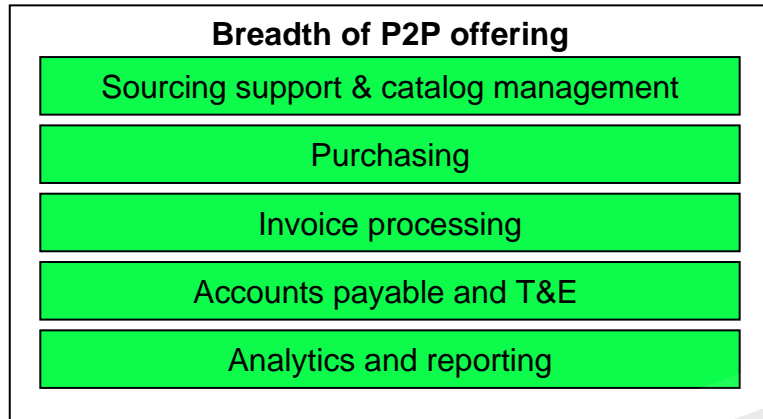 Breadth of P2P offering
Sourcing support & catalog management
Purchasing
Invoice processing
Accounts payable and T&E
Analytics and reporting